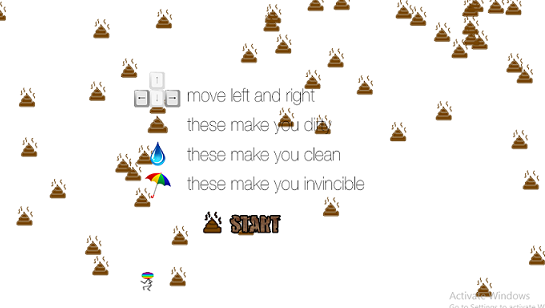 ↑
← ↓ → move left and right
these make you dirty
these make you clean
these make you invincible
START
Activate Windows
Go to Settings to activate W